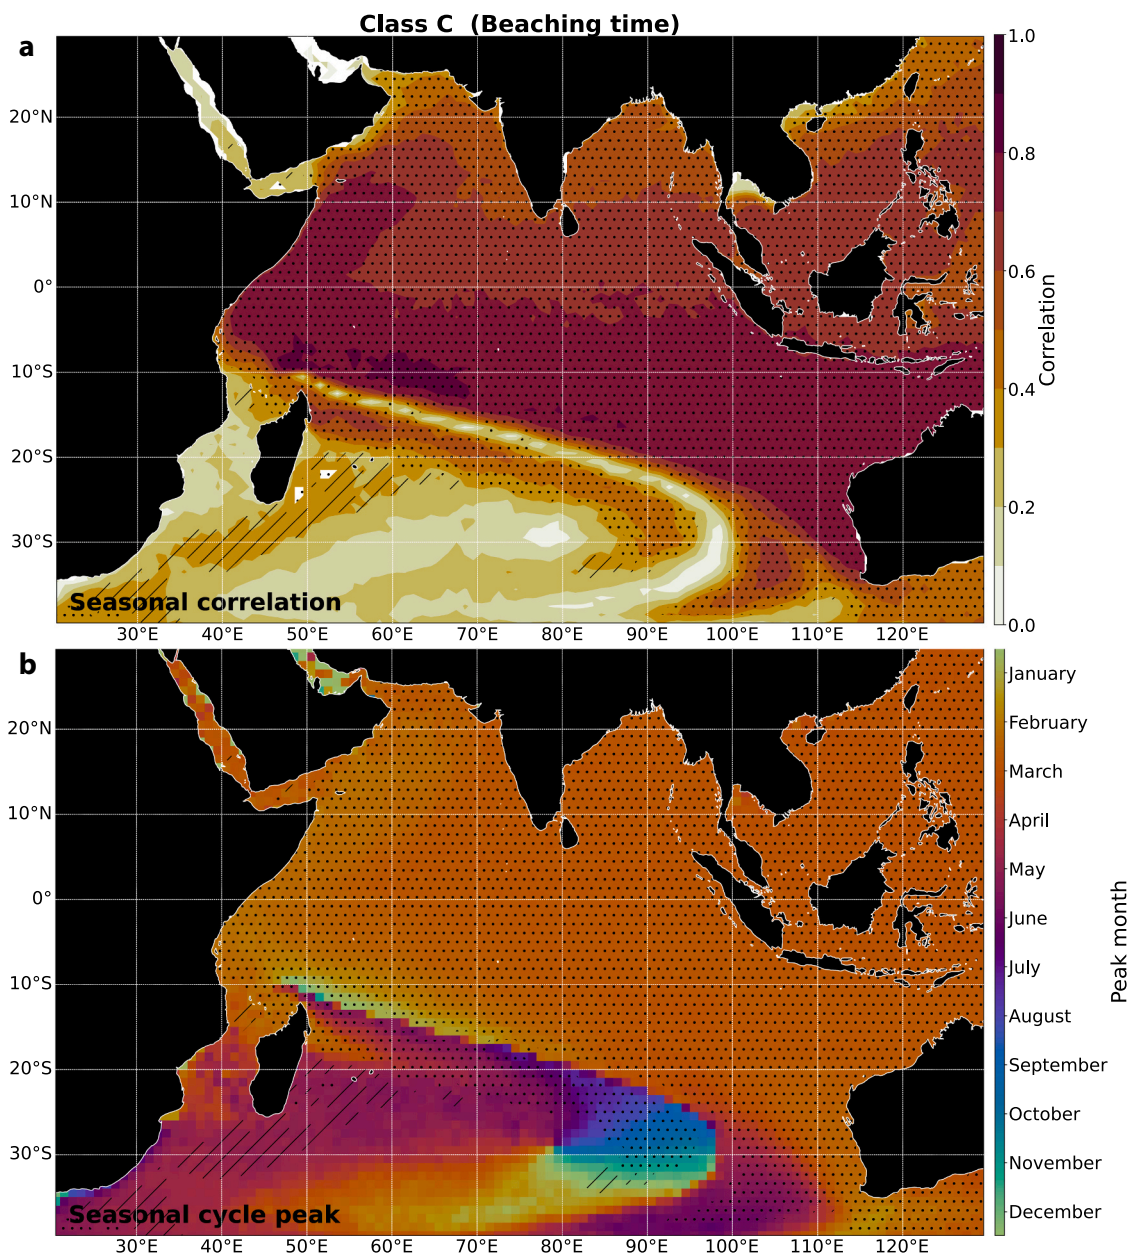 Class C (Beaching time)
a
20°N
10°N
0°
10°S
20°S
30°S
30°E 40°E 50°E 60°E 70°E 80°E 90°E 100°E 110°E 120°E
Seasonal correlation
1.0
0.8
0.6
0.4
0.2
0.0
Correlation
b
20°N
10°N
0°
10°S
20°S
30°S
30°E 40°E 50°E 60°E 70°E 80°E 90°E 100°E 110°E 120°E
Seasonal cycle peak
January
February
March
April
May
June
July
August
September
October
November
December
Peak month